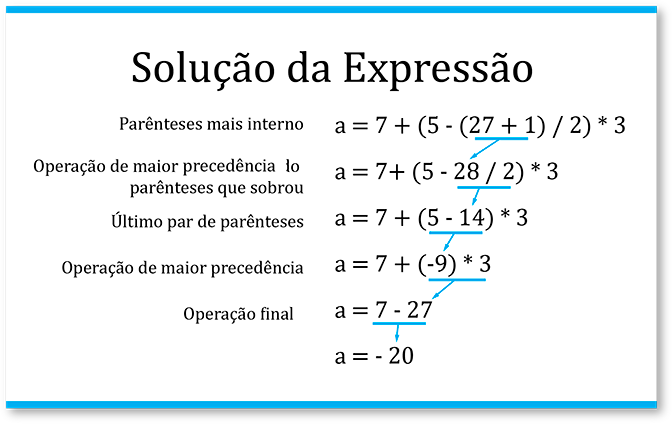 Solução da Expressão
Parênteses mais interno a = 7 + (5 - (27 + 1) / 2) * 3
Operação de maior precedência lo a = 7+ (5 - 28 / 2) * 3
parênteses que sobrou
Último par de parênteses a = 7 + (5 - 14) * 3
Operação de maior precedência a = 7 + (-9) * 3
Operação final a = 7 - 27
a = - 20